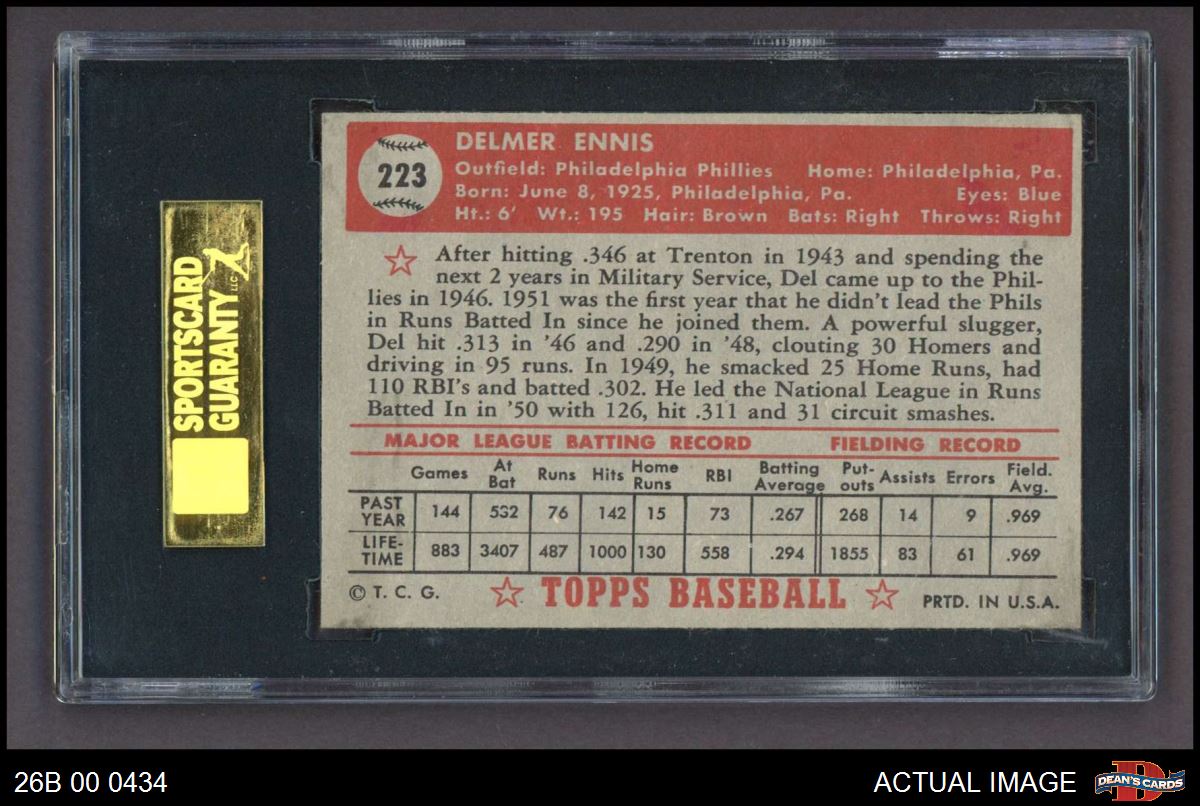 SPORTSCARD
GUARANTY LLC
223
DELMER ENNIS
Outfield: Philadelphia Phillies Home: Philadelphia, Pa.
Born: June 8, 1925, Philadelphia, Pa. Eyes: Blue
Ht.: 6' Wt.: 195 Hair: Brown Bats: Right Throws: Right
After hitting .346 at Trenton in 1943 and spending the
next 2 years in Military Service, Del came up to the Phil-
lies in 1946. 1951 was the first year that he didn't lead the Phils
in Runs Batted In since he joined them. A powerful slugger,
Del hit .313 in '46 and .290 in '48, clouting 30 Homers and
driving in 95 runs. In 1949, he smacked 25 Home Runs, had
110 RBI's and batted .302. He led the National League in Runs
Batted In in '50 with 126, hit .311 and 31 circuit smashes.
MAJOR LEAGUE BATTING RECORD FIELDING RECORD
Games At Bat Runs Hits Home Runs RBI Batting Average Put-outs Assists Errors Field. Avg.
PAST YEAR 144 532 76 142 15 73 .267 268 14 9 .969
LIFE-TIME 883 3407 487 1000 130 558 .294 1855 83 61 .969
© T. C. G. TOPPS BASEBALL PRTD. IN U.S.A.
26B 00 0434 ACTUAL IMAGE DEAN'S CARDS